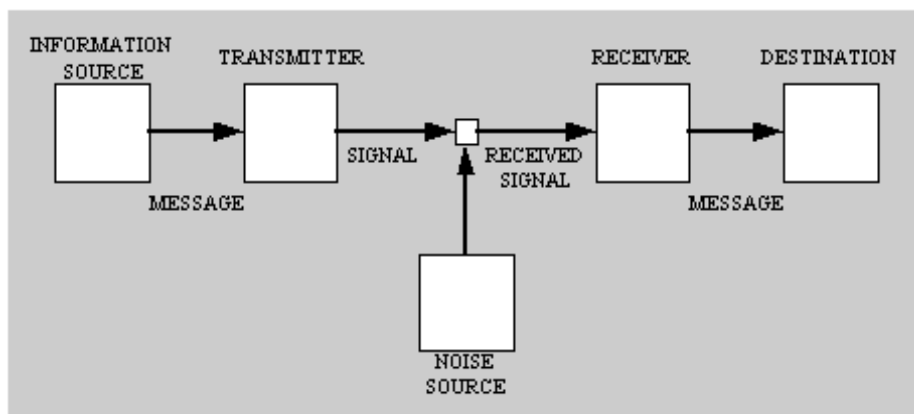 INFORMATION
SOURCE
TRANSMITTER
RECEIVER
DESTINATION
SIGNAL
RECEIVED
SIGNAL
MESSAGE
MESSAGE
NOISE
SOURCE